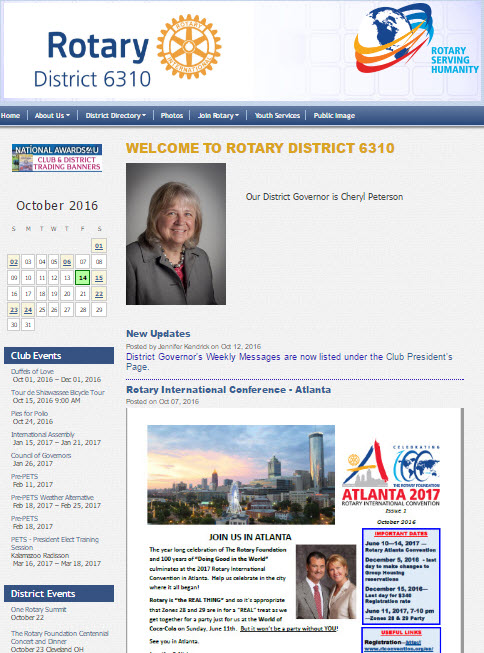 Rotary
District 6310
ROTARY INTERNATIONAL
ROTARY
SERVING
HUMANITY
Home
About Us
District Directory
Photos
Join Rotary
Youth Services
Public Image
NATIONAL AWARDS4U
CLUB & DISTRICT
TRADING BANNERS
October 2016
S M T W T F S
01
02 03 04 05 06 07 08
09 10 11 12 13 14 15
16 17 18 19 20 21 22
23 24 25 26 27 28 29
30 31
Club Events
Duffels of Love
Oct 01, 2016 – Dec 01, 2016
Tour de Shiawassee Bicycle Tour
Oct 15, 2016 9:00 AM
Pies for Polio
Oct 24, 2016
International Assembly
Jan 15, 2017 – Jan 21, 2017
Council of Governors
Jan 26, 2017
Pre-PETS
Feb 11, 2017
Pre-PETS Weather Alternative
Feb 18, 2017 – Feb 25, 2017
Pre-PETS
Feb 18, 2017
PETS - President Elect Training
Session
Kalamazoo Radisson
Mar 16, 2017 – Mar 18, 2017
District Events
One Rotary Summit
October 22
The Rotary Foundation Centennial
Concert and Dinner
October 23 Cleveland OH
WELCOME TO ROTARY DISTRICT 6310
Our District Governor is Cheryl Peterson
New Updates
Posted by Jennifer Kendrick on Oct 12, 2016
District Governor's Weekly Messages are now listed under the Club President's
Page.
Rotary International Conference - Atlanta
Posted on Oct 07, 2016
CELEBRATING
100
THE ROTARY FOUNDATION
ATLANTA 2017
ROTARY INTERNATIONAL CONVENTION
Issue 1
October 2016
JOIN US IN ATLANTA
The year long celebration of The Rotary Foundation
and 100 years of "Doing Good in the World"
culminates at the 2017 Rotary International
Convention in Atlanta. Help us celebrate in the city
where it all began!
Rotary is "the REAL THING" and so it's appropriate
that Zones 28 and 29 are in for a "REAL" treat as we
get together for a party just for us at the World of
Coca-Cola on Sunday, June 11th. But it won't be a party without YOU!
See you in Atlanta.
IMPORTANT DATES
June 10—14, 2017 —
Rotary Atlanta Convention
December 5, 2016 - last
day to make changes to
Group Housing
reservations
December 15, 2016—
Last day for $340
Registration rate
June 11, 2017, 7-10 pm
—Zones 28 & 29 Party
USEFUL LINKS
Registration—http://
www.riconvention.org/en/